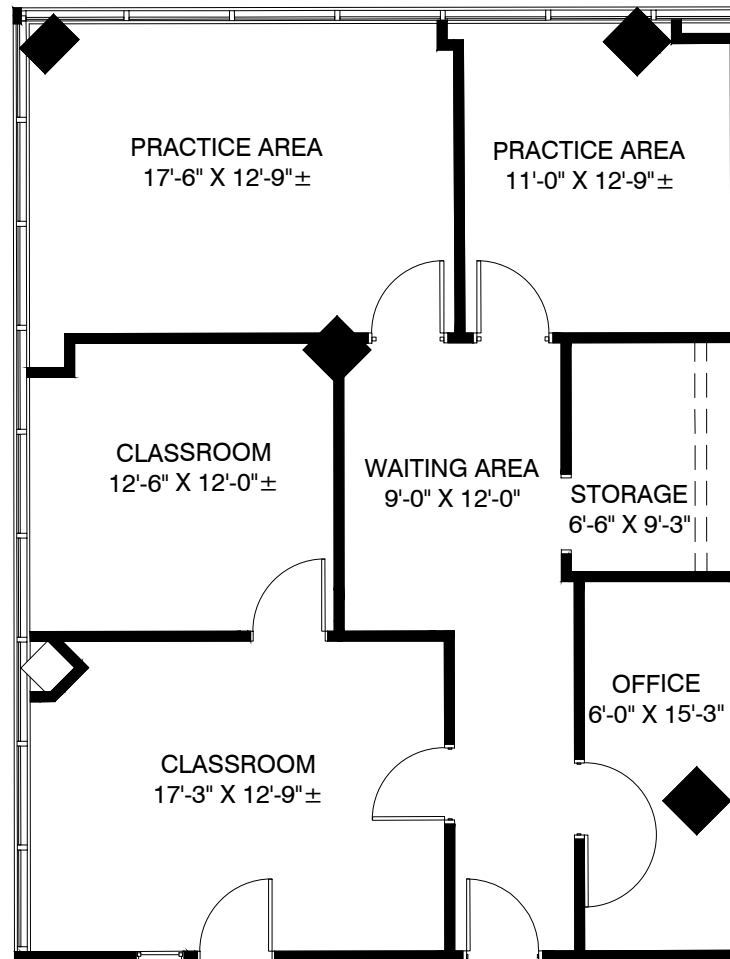 PRACTICE AREA
17'-6" X 12'-9"±
PRACTICE AREA
11'-0" X 12'-9"±
CLASSROOM
12'-6" X 12'-0"±
WAITING AREA
9'-0" X 12'-0"
STORAGE
6'-6" X 9'-3"
OFFICE
6'-0" X 15'-3"
CLASSROOM
17'-3" X 12'-9"±